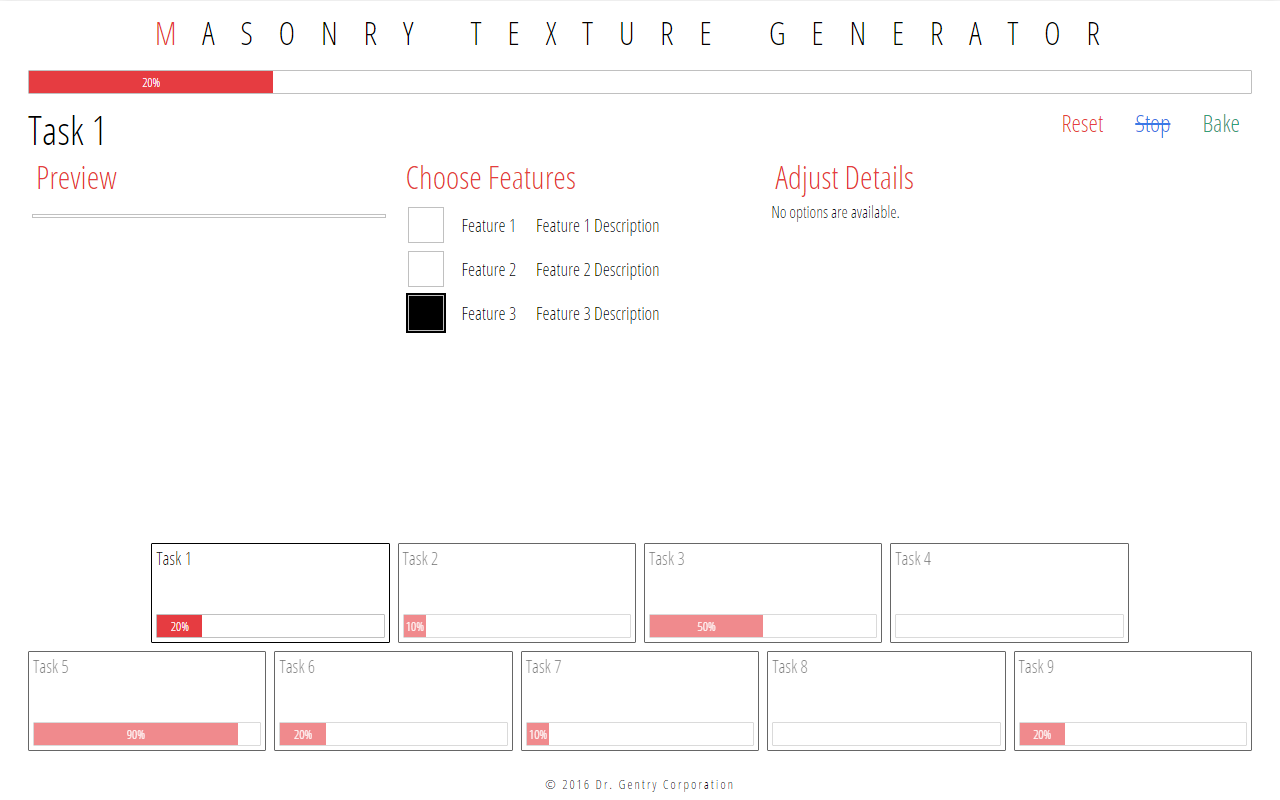 MASONRY TEXTURE GENERATOR
20%
Task 1
Reset Stop Bake
Preview
Choose Features
Feature 1 Feature 1 Description
Feature 2 Feature 2 Description
Feature 3 Feature 3 Description
Adjust Details
No options are available.
Task 1
20%
Task 2
10%
Task 3
50%
Task 4
Task 5
90%
Task 6
20%
Task 7
10%
Task 8
Task 9
20%
© 2016 Dr. Gentry Corporation